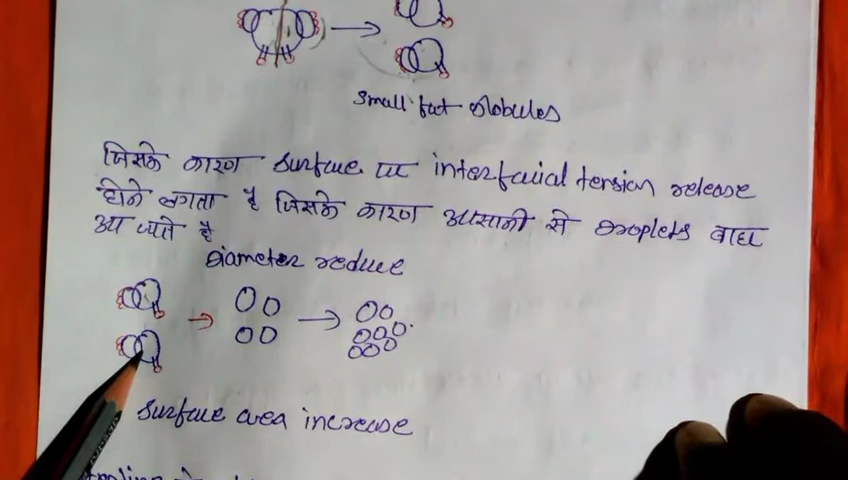 Small fat Globules
जिसके कारण surface या interfacial tension release
होने लगता है जिसके कारण आसानी से Droplets बाहर
आ जाते है
Diameter reduce
Surface area increase